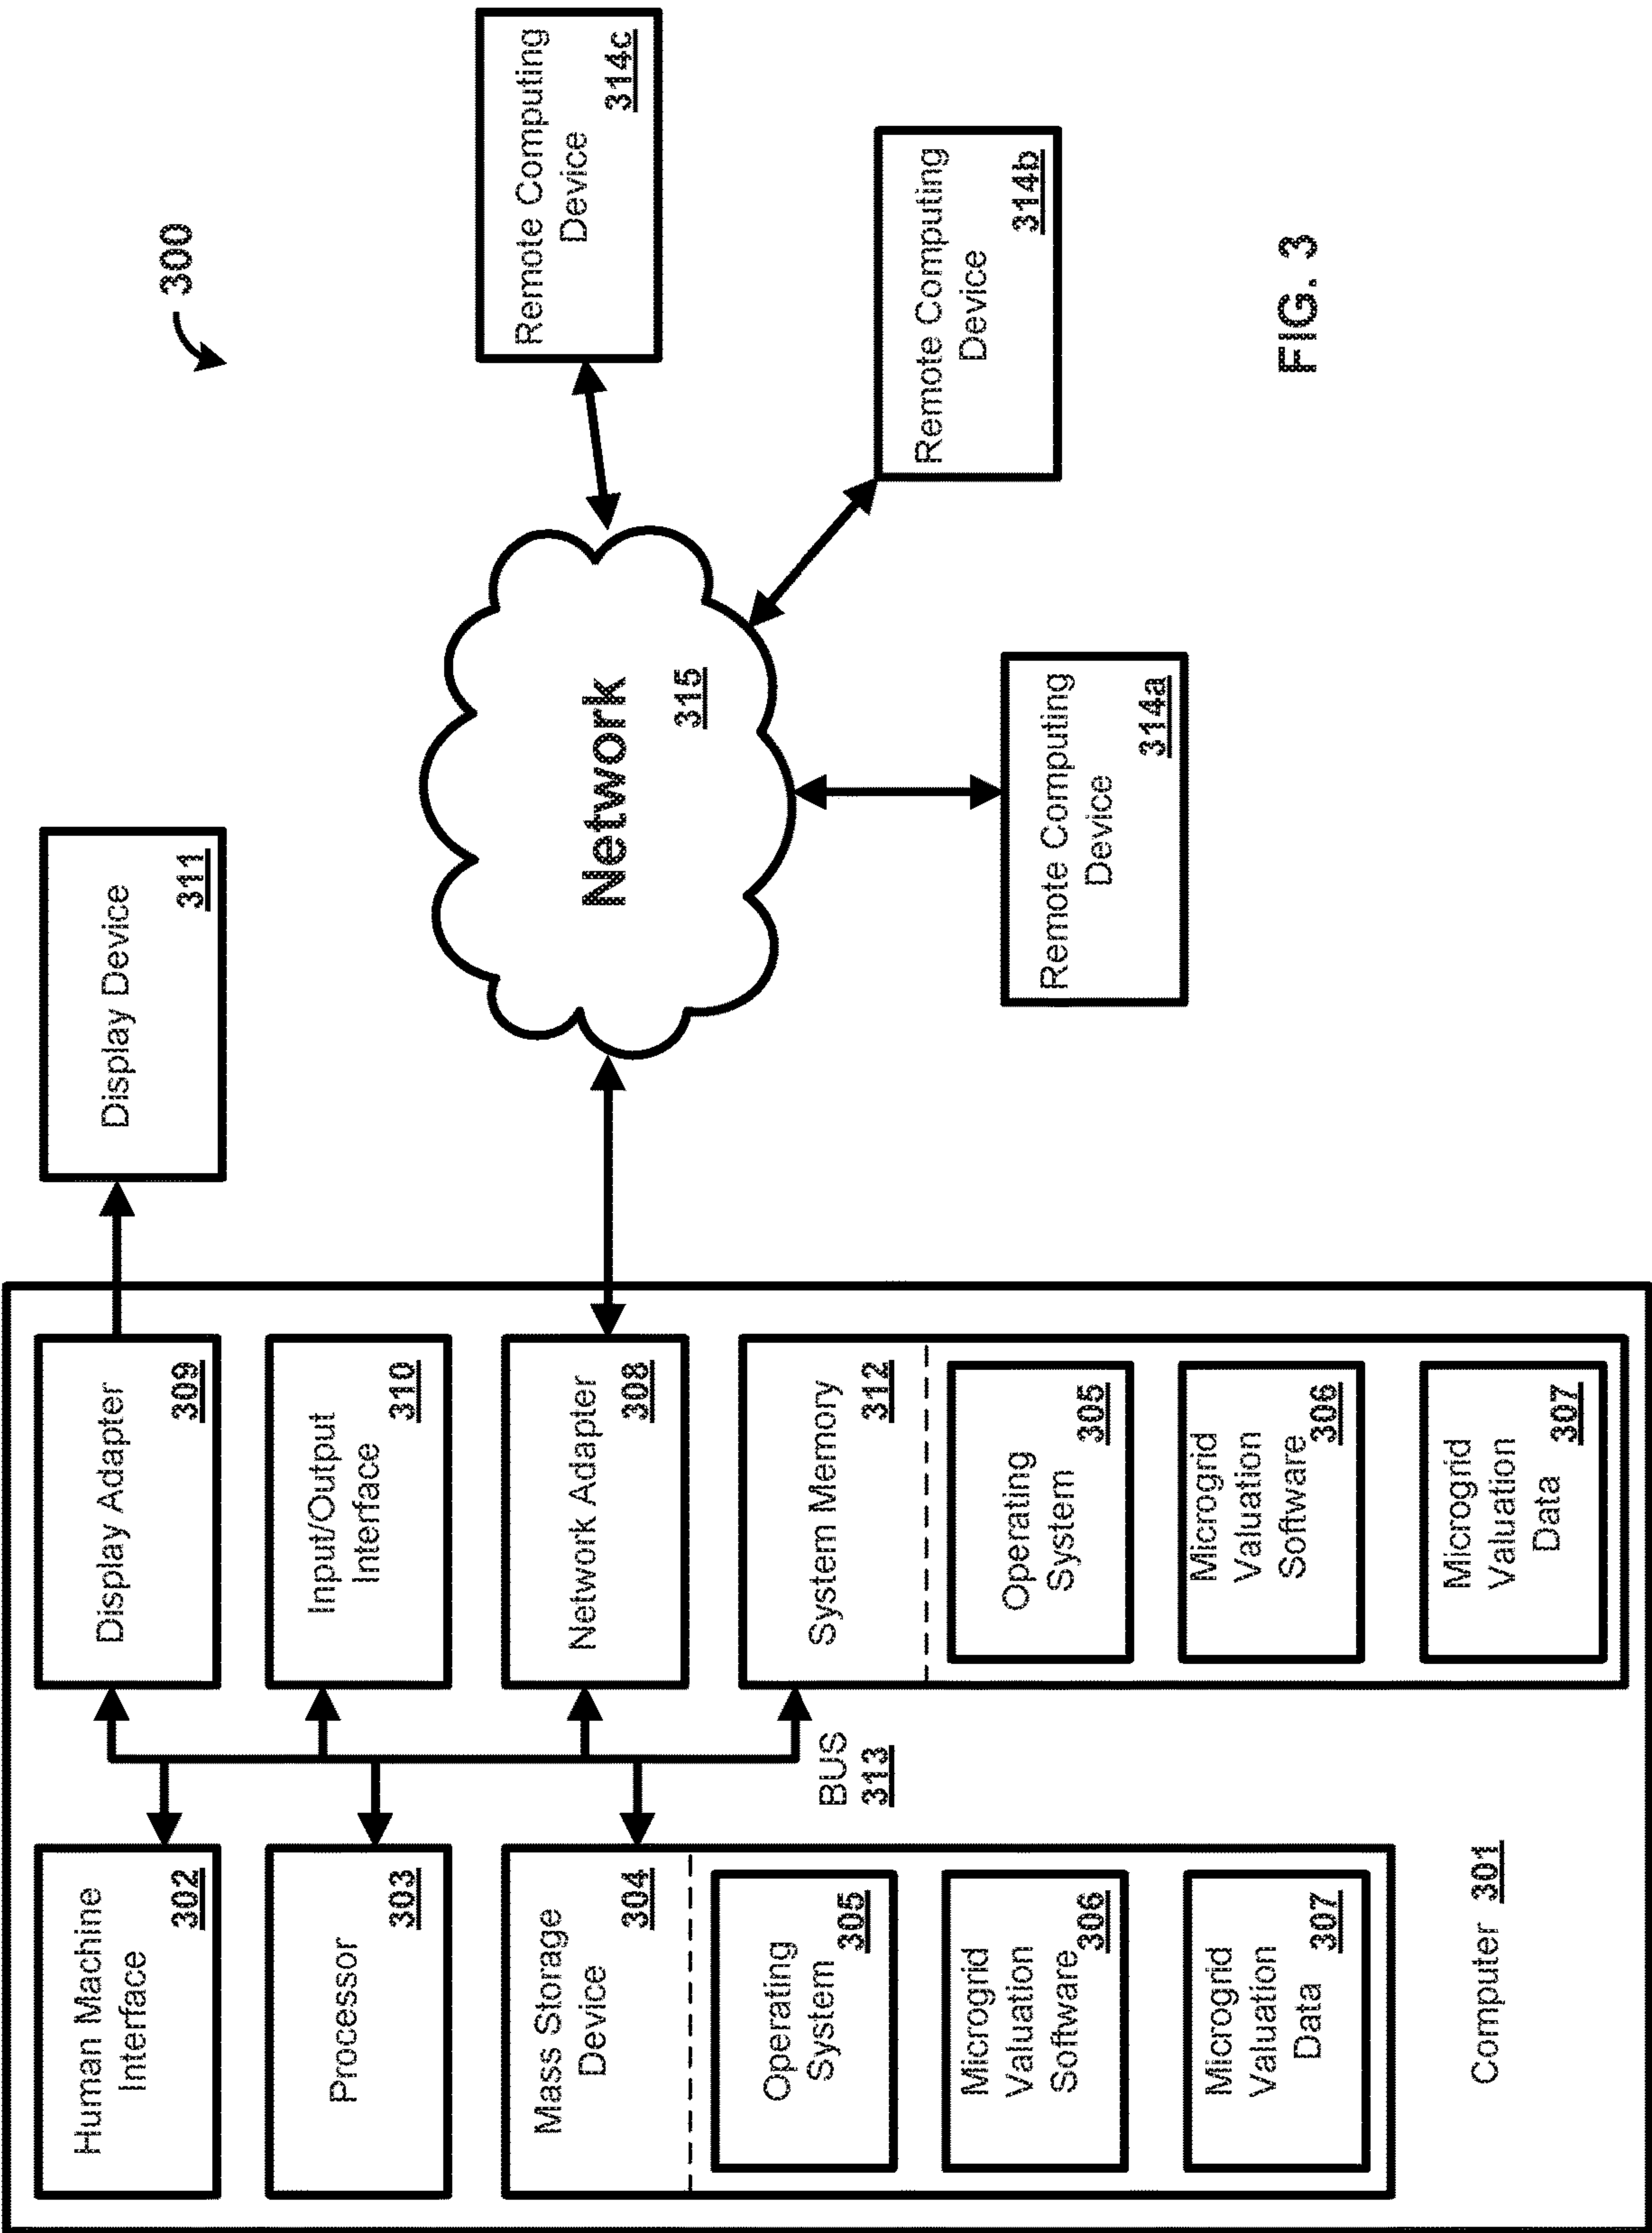 300
Human Machine
Interface
302
Processor
303
Mass Storage
Device
304
Operating
System
305
Microgrid
Valuation
Software
306
Microgrid
Valuation
Data
307
Computer 301
BUS
313
Display Adapter
309
Input/Output
Interface
310
Network Adapter
308
System Memory
312
Operating
System
305
Microgrid
Valuation
Software
306
Microgrid
Valuation
Data
307
Display Device
311
Network
315
Remote Computing
Device
314a
Remote Computing
Device
314b
Remote Computing
Device
314c
FIG. 3